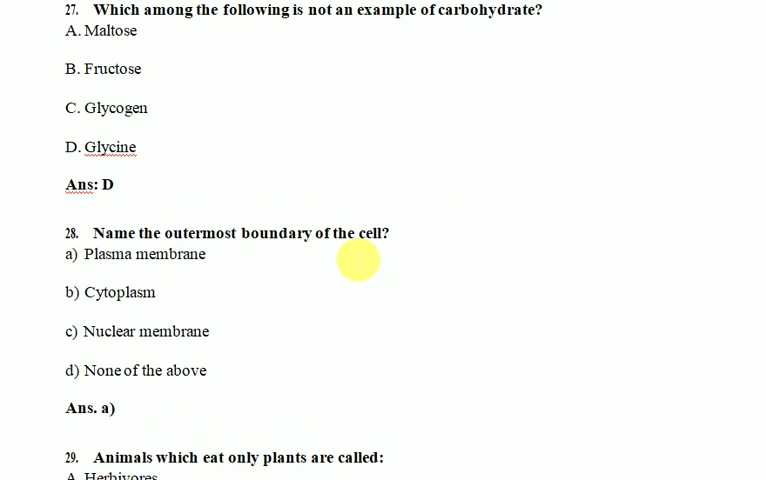 27. Which among the following is not an example of carbohydrate?
A. Maltose
B. Fructose
C. Glycogen
D. Glycine
Ans: D
28. Name the outermost boundary of the cell?
a) Plasma membrane
b) Cytoplasm
c) Nuclear membrane
d) None of the above
Ans. a)
29. Animals which eat only plants are called:
A. Herbivores